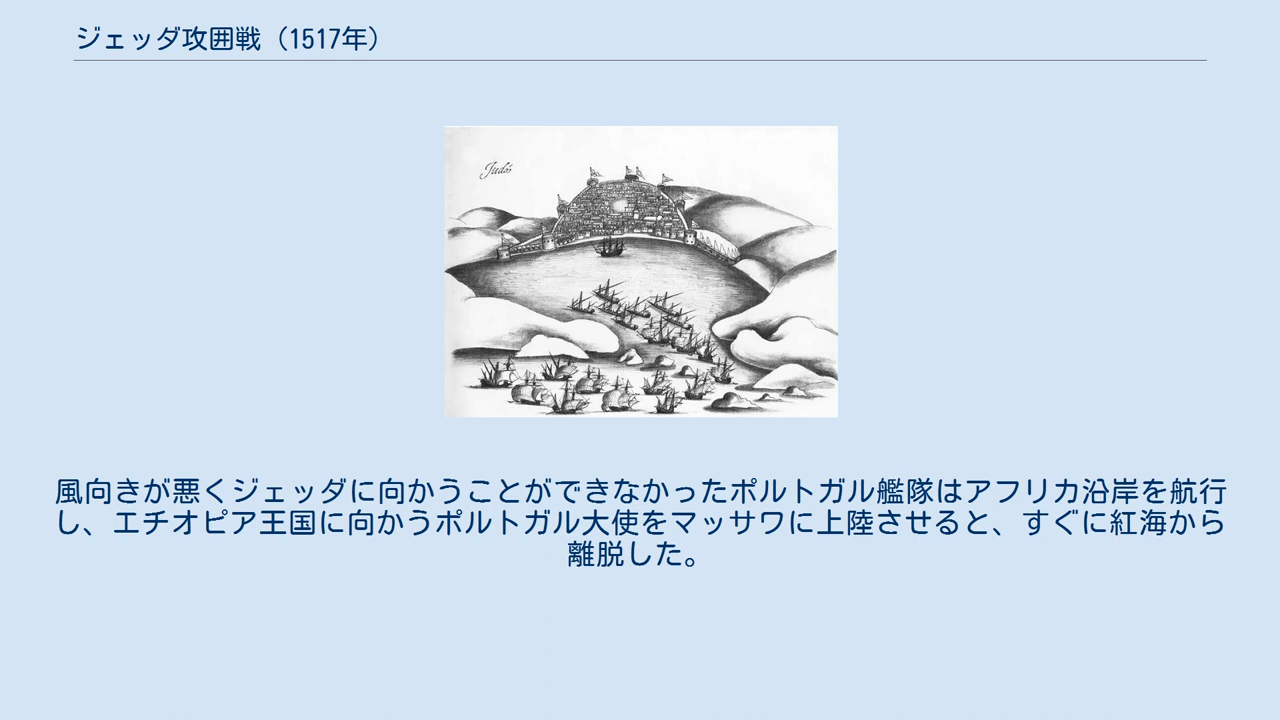 ジェッダ攻囲戦（1517年）
風向きが悪くジェッダに向かうことができなかったポルトガル艦隊はアフリカ沿岸を航行
し、エチオピア王国に向かうポルトガル大使をマッサワに上陸させると、すぐに紅海から
離脱した。